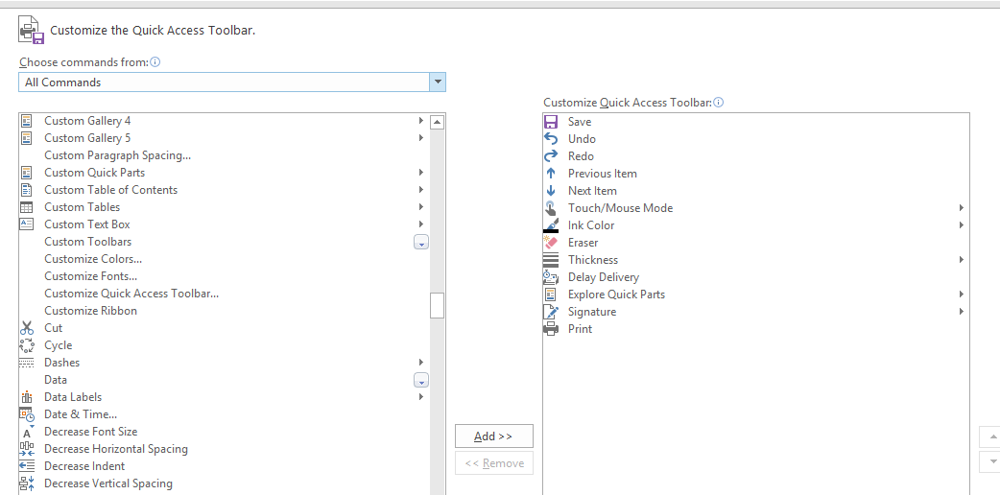 Customize the Quick Access Toolbar.
Choose commands from:
All Commands
Custom Gallery 4
Custom Gallery 5
Custom Paragraph Spacing...
Custom Quick Parts
Custom Table of Contents
Custom Tables
Custom Text Box
Custom Toolbars
Customize Colors...
Customize Fonts...
Customize Quick Access Toolbar...
Customize Ribbon
Cut
Cycle
Dashes
Data
Data Labels
Date & Time...
Decrease Font Size
Decrease Horizontal Spacing
Decrease Indent
Decrease Vertical Spacing
Add >>
<< Remove
Customize Quick Access Toolbar:
Save
Undo
Redo
Previous Item
Next Item
Touch/Mouse Mode
Ink Color
Eraser
Thickness
Delay Delivery
Explore Quick Parts
Signature
Print